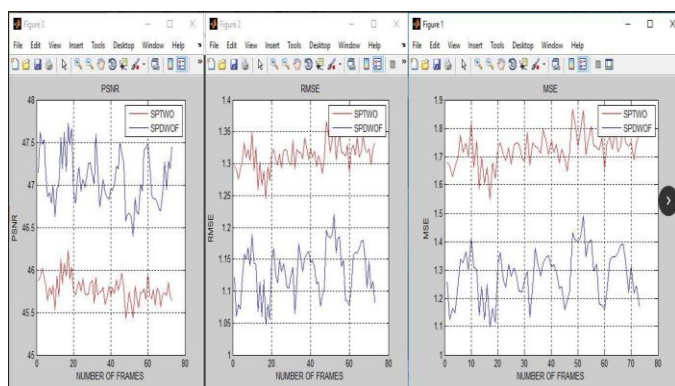 Figure 3
File Edit View Insert Tools Desktop Window Help
PSNR
SPTWO
SPDWOF
48
47.5
47
46.5
46
45.5
45
PSNR
0 20 40 60 80
NUMBER OF FRAMES
Figure 2
File Edit View Insert Tools Desktop Window Help
RMSE
SPTWO
SPDWOF
1.4
1.35
1.3
1.25
1.2
1.15
1.1
1.05
1
RMSE
0 20 40 60 80
NUMBER OF FRAMES
Figure 1
File Edit View Insert Tools Desktop Window Help
MSE
SPTWO
SPDWOF
1.9
1.8
1.7
1.6
1.5
1.4
1.3
1.2
1.1
1
MSE
0 10 20 30 40 50 60 70 80
NUMBER OF FRAMES